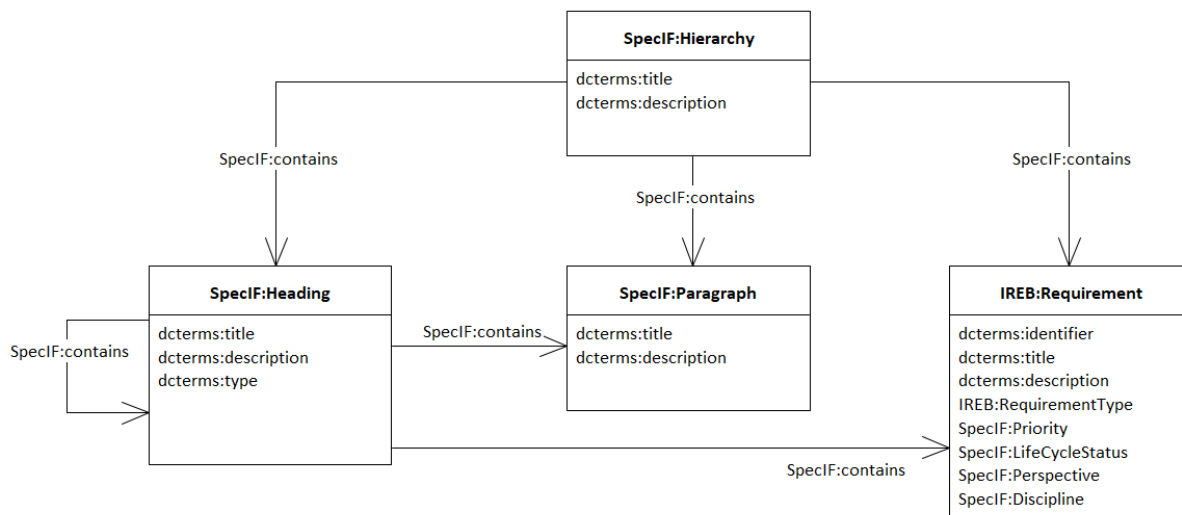 SpecIF:Hierarchy
dcterms:title
dcterms:description
SpecIF:contains
SpecIF:contains
SpecIF:contains
SpecIF:Heading
dcterms:title
dcterms:description
dcterms:type
SpecIF:contains
SpecIF:contains
SpecIF:Paragraph
dcterms:title
dcterms:description
SpecIF:contains
IREB:Requirement
dcterms:identifier
dcterms:title
dcterms:description
IREB:RequirementType
SpecIF:Priority
SpecIF:LifeCycleStatus
SpecIF:Perspective
SpecIF:Discipline